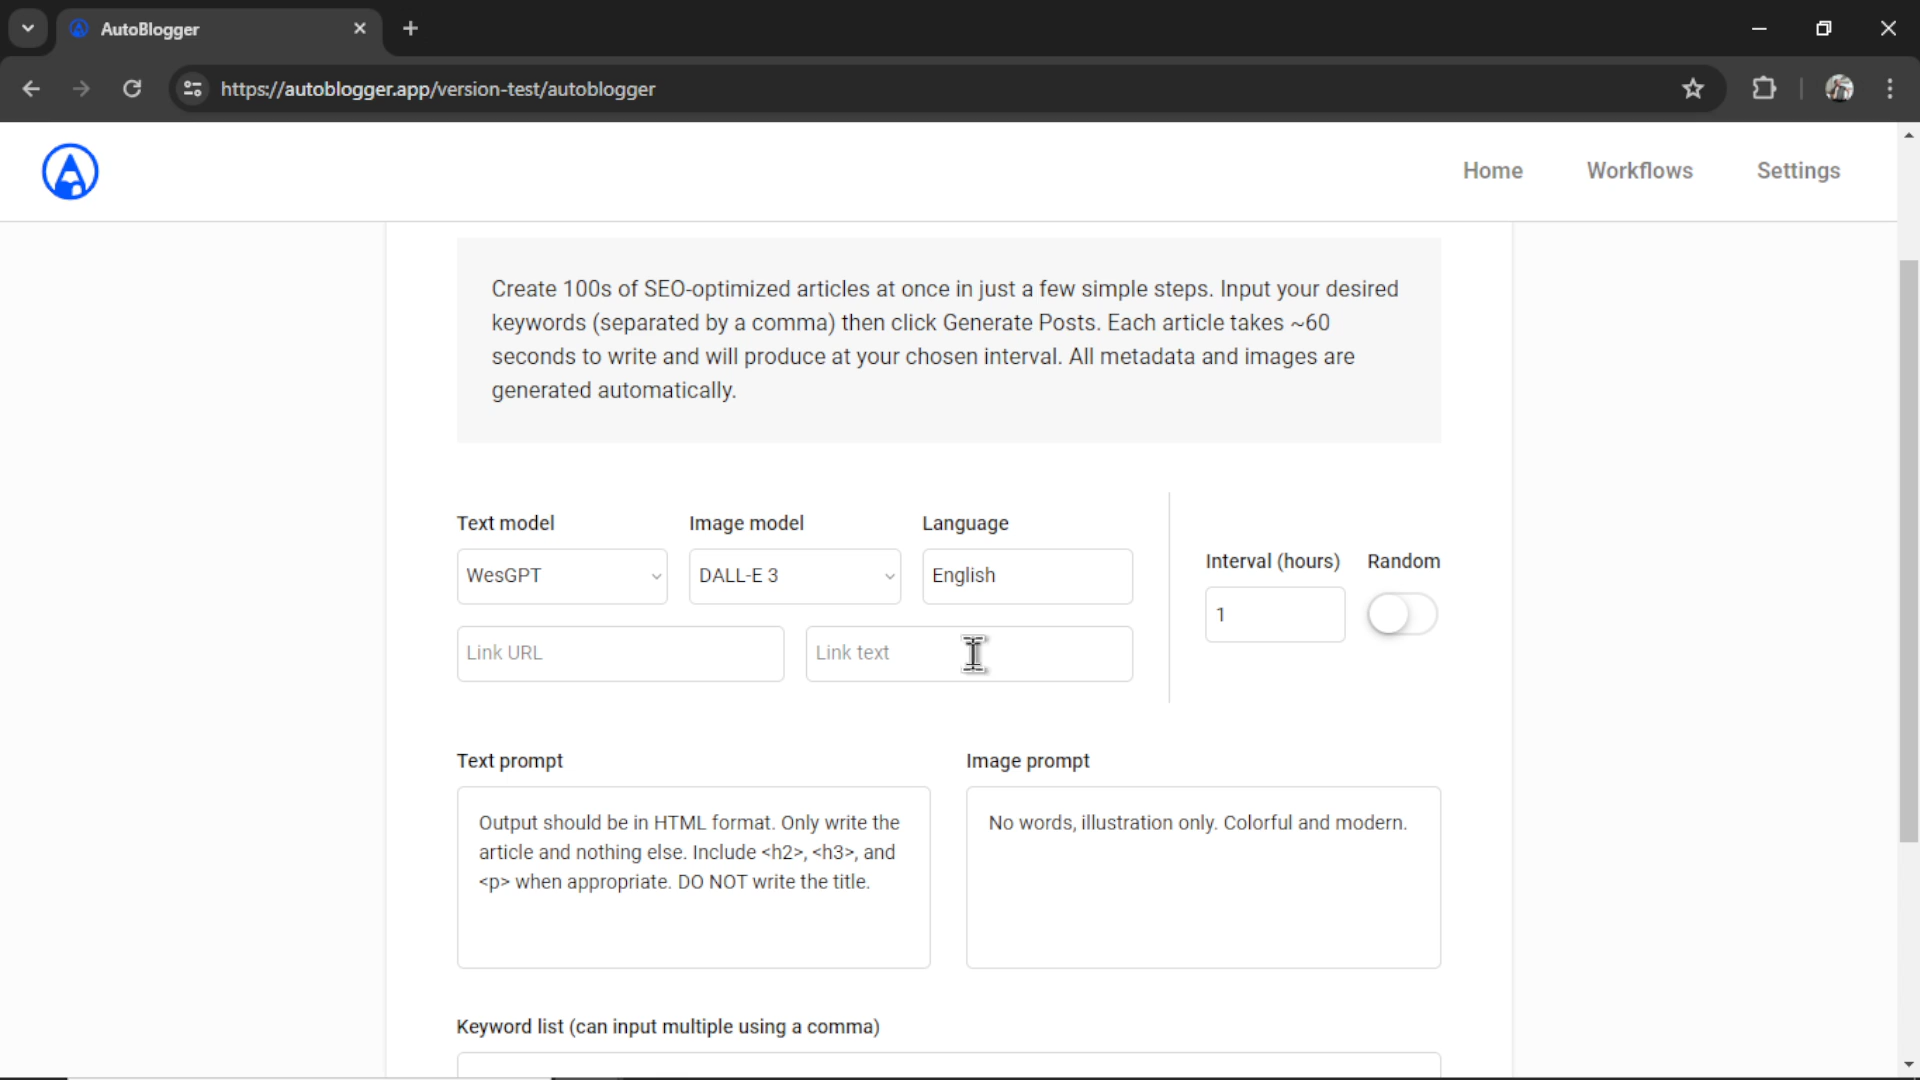 AutoBlogger
https://autoblogger.app/version-test/autoblogger
Home Workflows Settings
Create 100s of SEO-optimized articles at once in just a few simple steps. Input your desired
keywords (separated by a comma) then click Generate Posts. Each article takes ~60
seconds to write and will produce at your chosen interval. All metadata and images are
generated automatically.
Text model Image model Language
Interval (hours) Random
WesGPT DALL-E 3 English
1
Link URL Link text
Text prompt Image prompt
Output should be in HTML format. Only write the
article and nothing else. Include <h2>, <h3>, and
<p> when appropriate. DO NOT write the title.
No words, illustration only. Colorful and modern.
Keyword list (can input multiple using a comma)